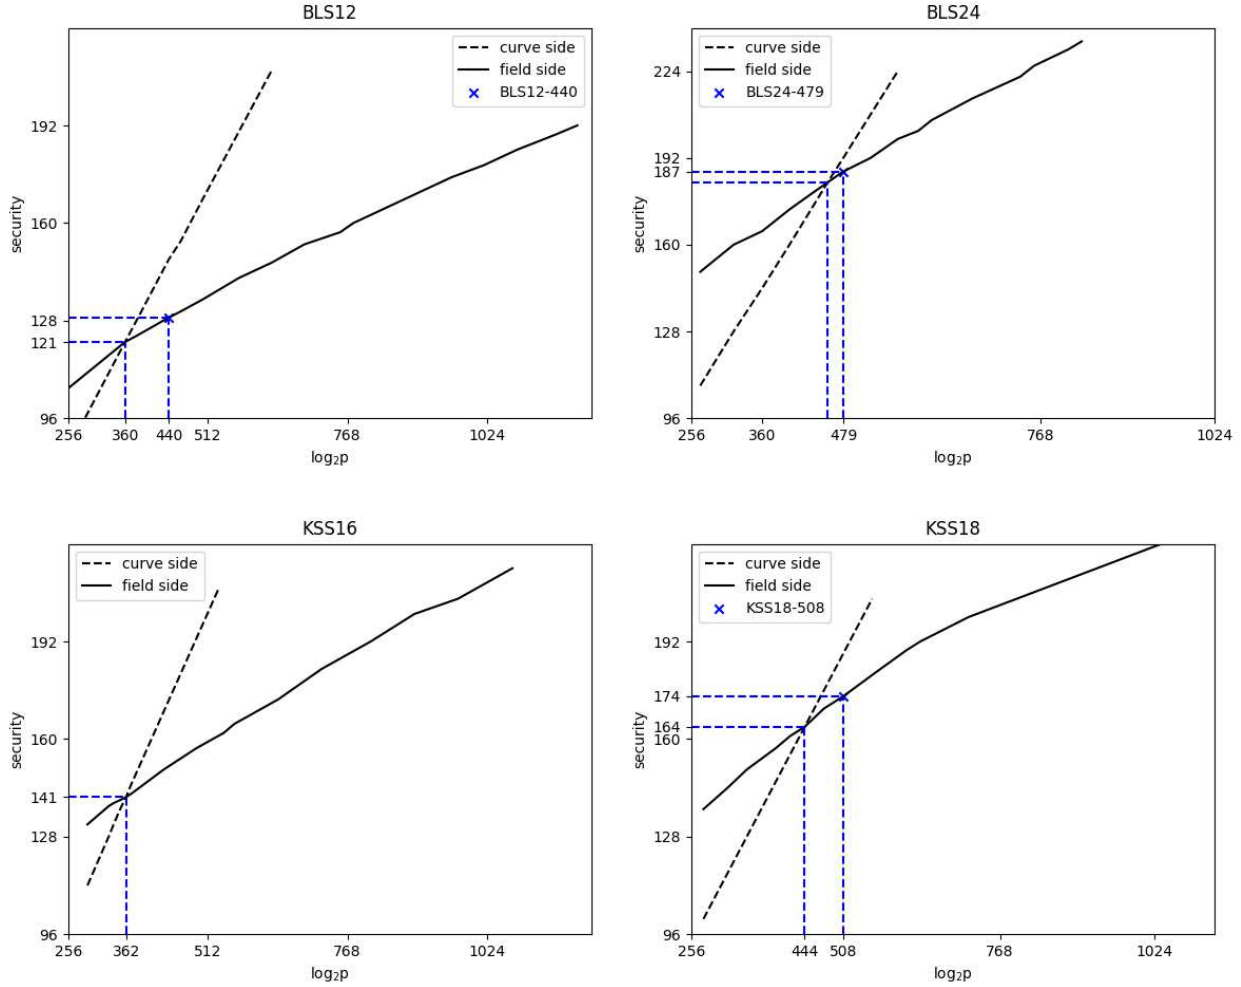 BLS12
192
160
128
121
96
security
256
360
440
512
768
1024
log₂p
curve side
field side
BLS12-440
BLS24
224
192
187
160
128
96
security
256
360
479
768
1024
log₂p
curve side
field side
BLS24-479
KSS16
192
160
141
128
96
security
256
362
512
768
1024
log₂p
curve side
field side
KSS18
192
174
164
160
128
96
security
256
444
508
768
1024
log₂p
curve side
field side
KSS18-508